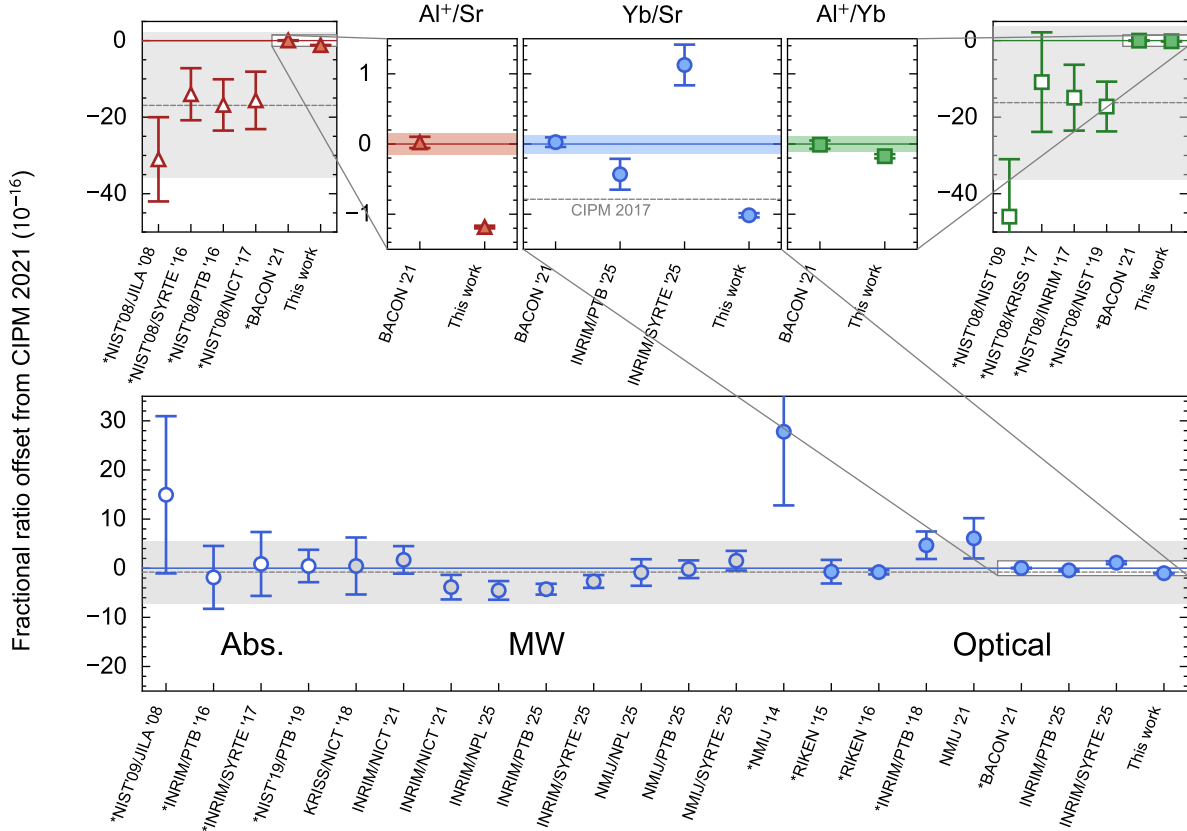 Al⁺/Sr
Yb/Sr
Al⁺/Yb
Fractional ratio offset from CIPM 2021 (10⁻¹⁶)
0
−20
−40
*NIST'08/JILA '08
*NIST'08/SYRTE '16
*NIST'08/PTB '16
*NIST'08/NICT '17
*BACON '21
This work
1
0
−1
BACON '21
This work
CIPM 2017
BACON '21
INRIM/PTB '25
INRIM/SYRTE '25
This work
BACON '21
This work
0
−20
−40
*NIST'08/NIST '09
*NIST'08/KRISS '17
*NIST'08/INRIM '17
*NIST'08/NIST '19
*BACON '21
This work
30
20
10
0
−10
−20
Abs.
MW
Optical
*NIST09/JILA '08
*INRIM/PTB '16
*INRIM/SYRTE '17
*NIST'19/PTB '19
KRISS/NICT '18
INRIM/NICT '21
INRIM/NICT '21
INRIM/NPL '25
INRIM/PTB '25
INRIM/SYRTE '25
NMIJ/NPL '25
NMIJ/PTB '25
NMIJ/SYRTE '25
*NMIJ '14
*RIKEN '15
*RIKEN '16
*INRIM/PTB '18
NMIJ '21
*BACON '21
INRIM/PTB '25
INRIM/SYRTE '25
This work